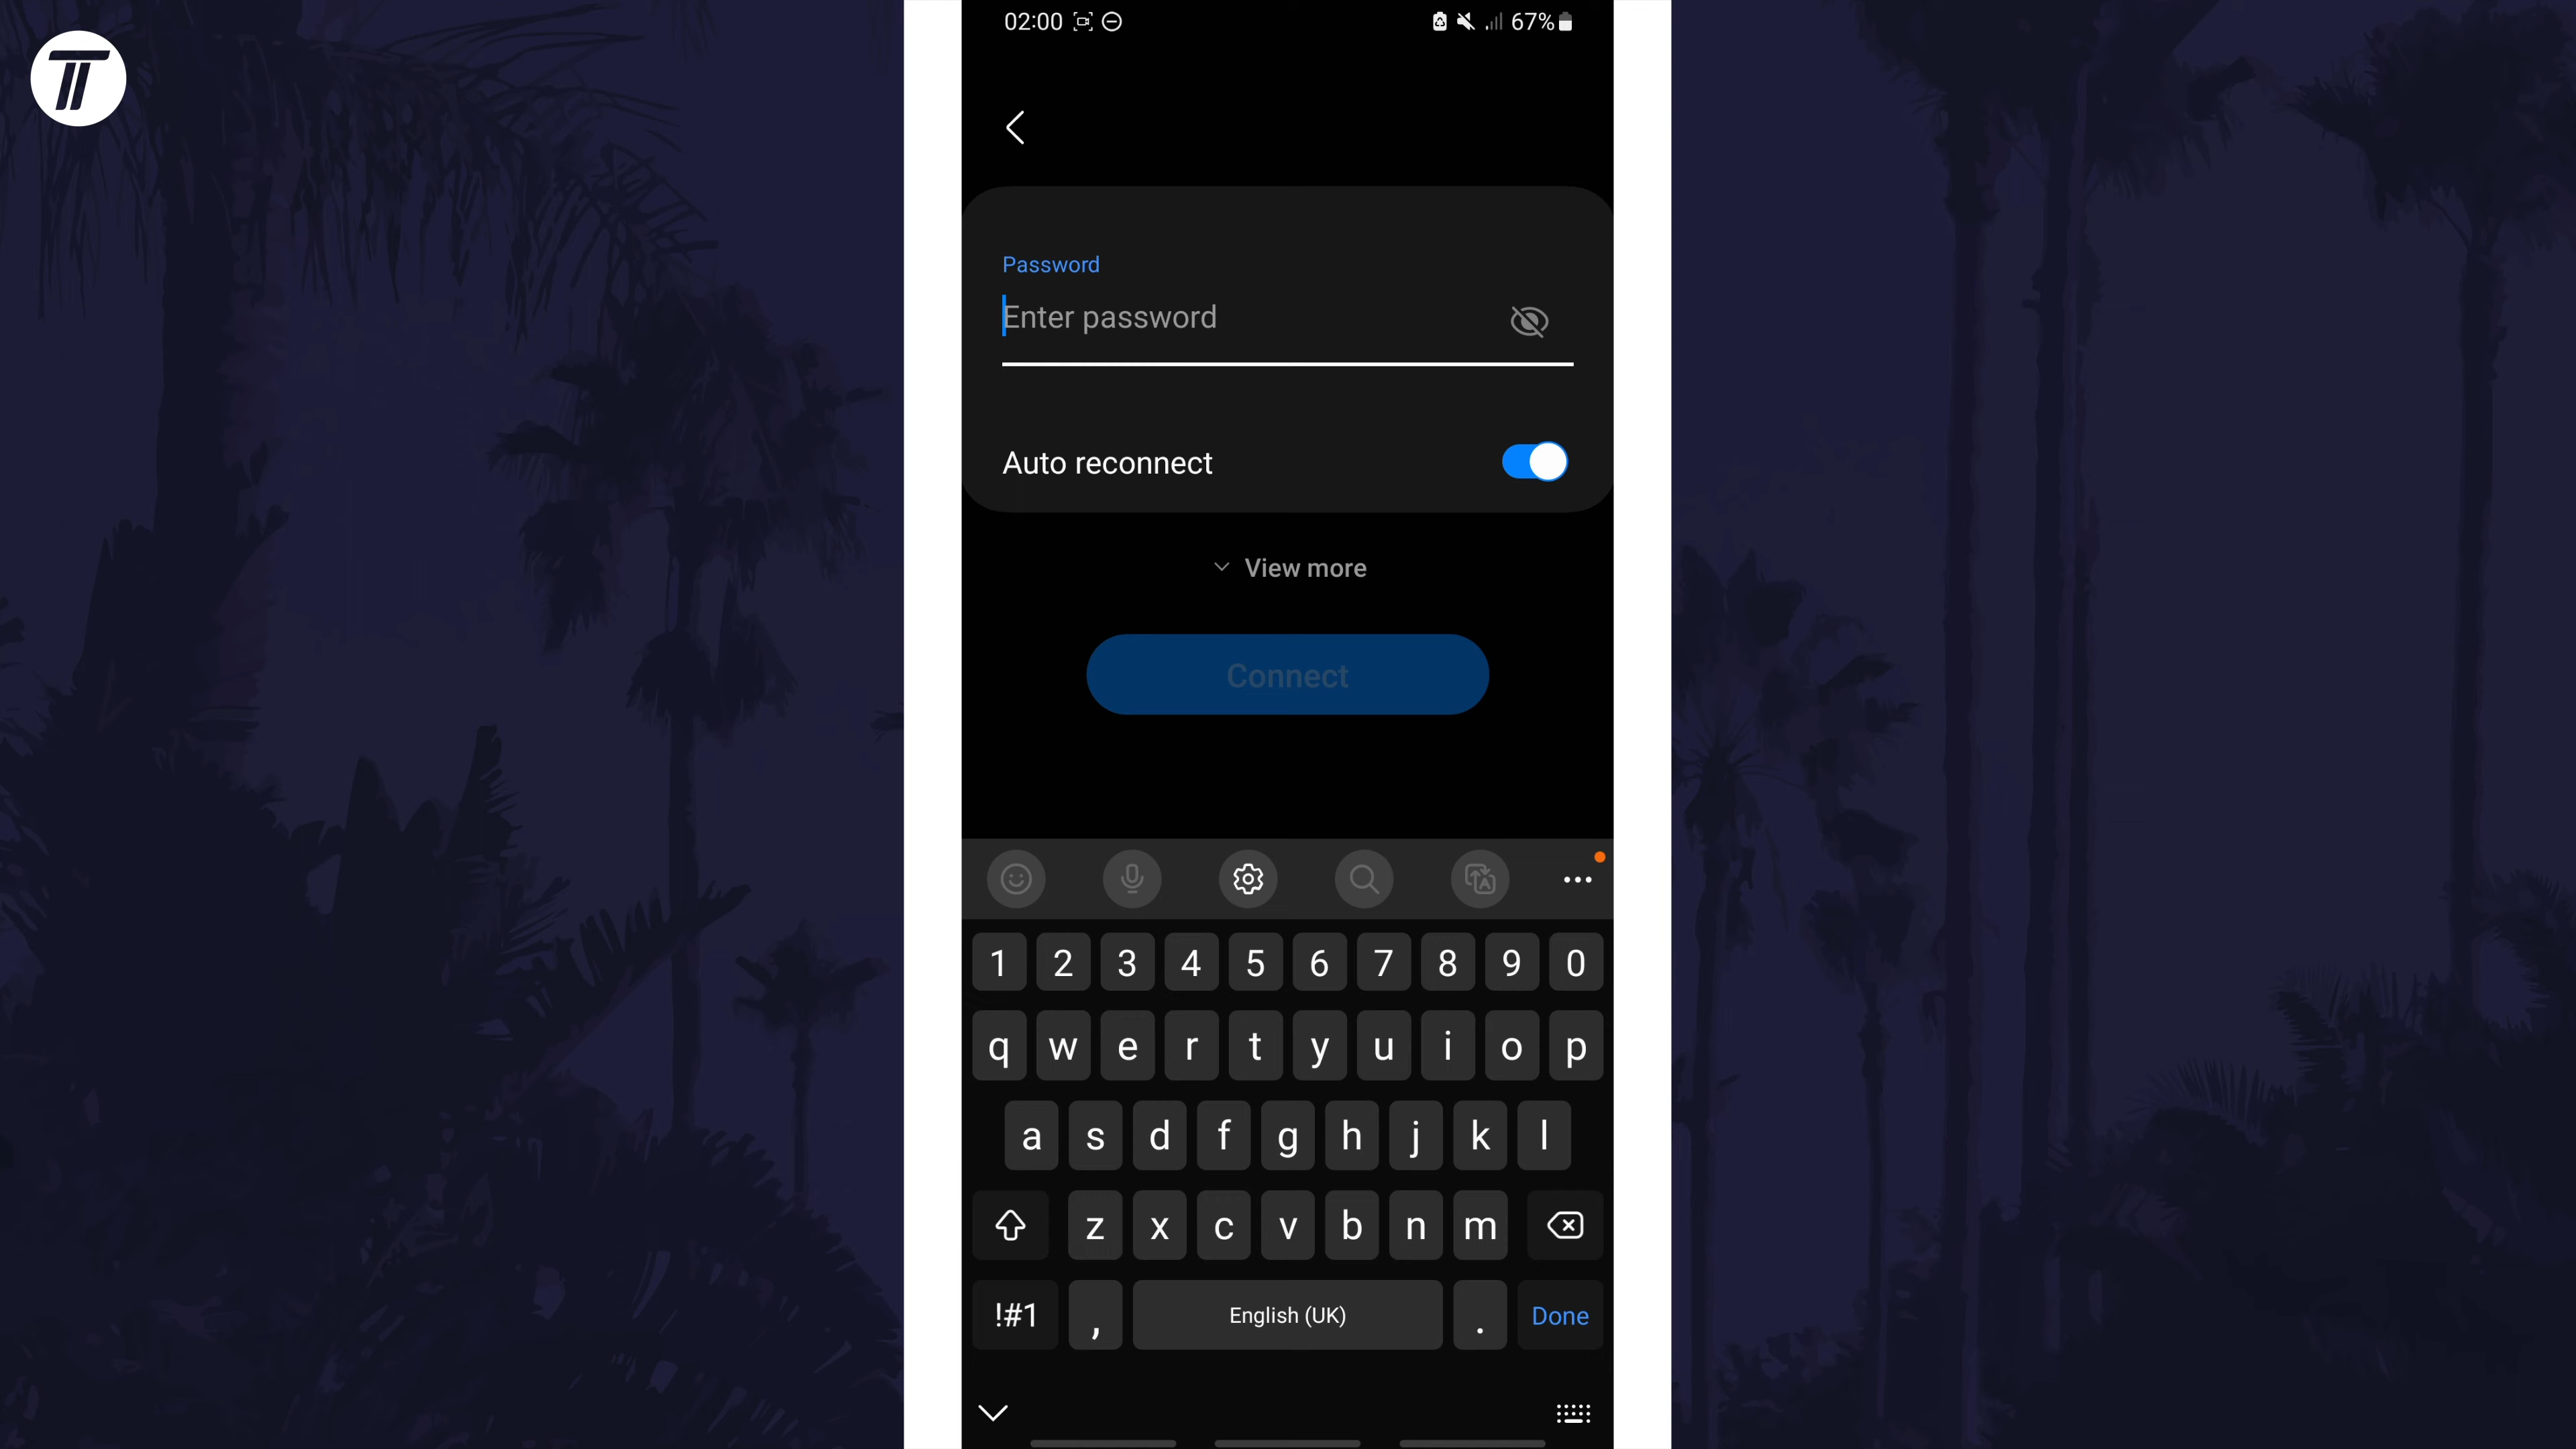 02:00
67%
Password
Enter password
Auto reconnect
View more
Connect
1 2 3 4 5 6 7 8 9 0
q w e r t y u i o p
a s d f g h j k l
z x c v b n m
!#1 , English (UK) . Done